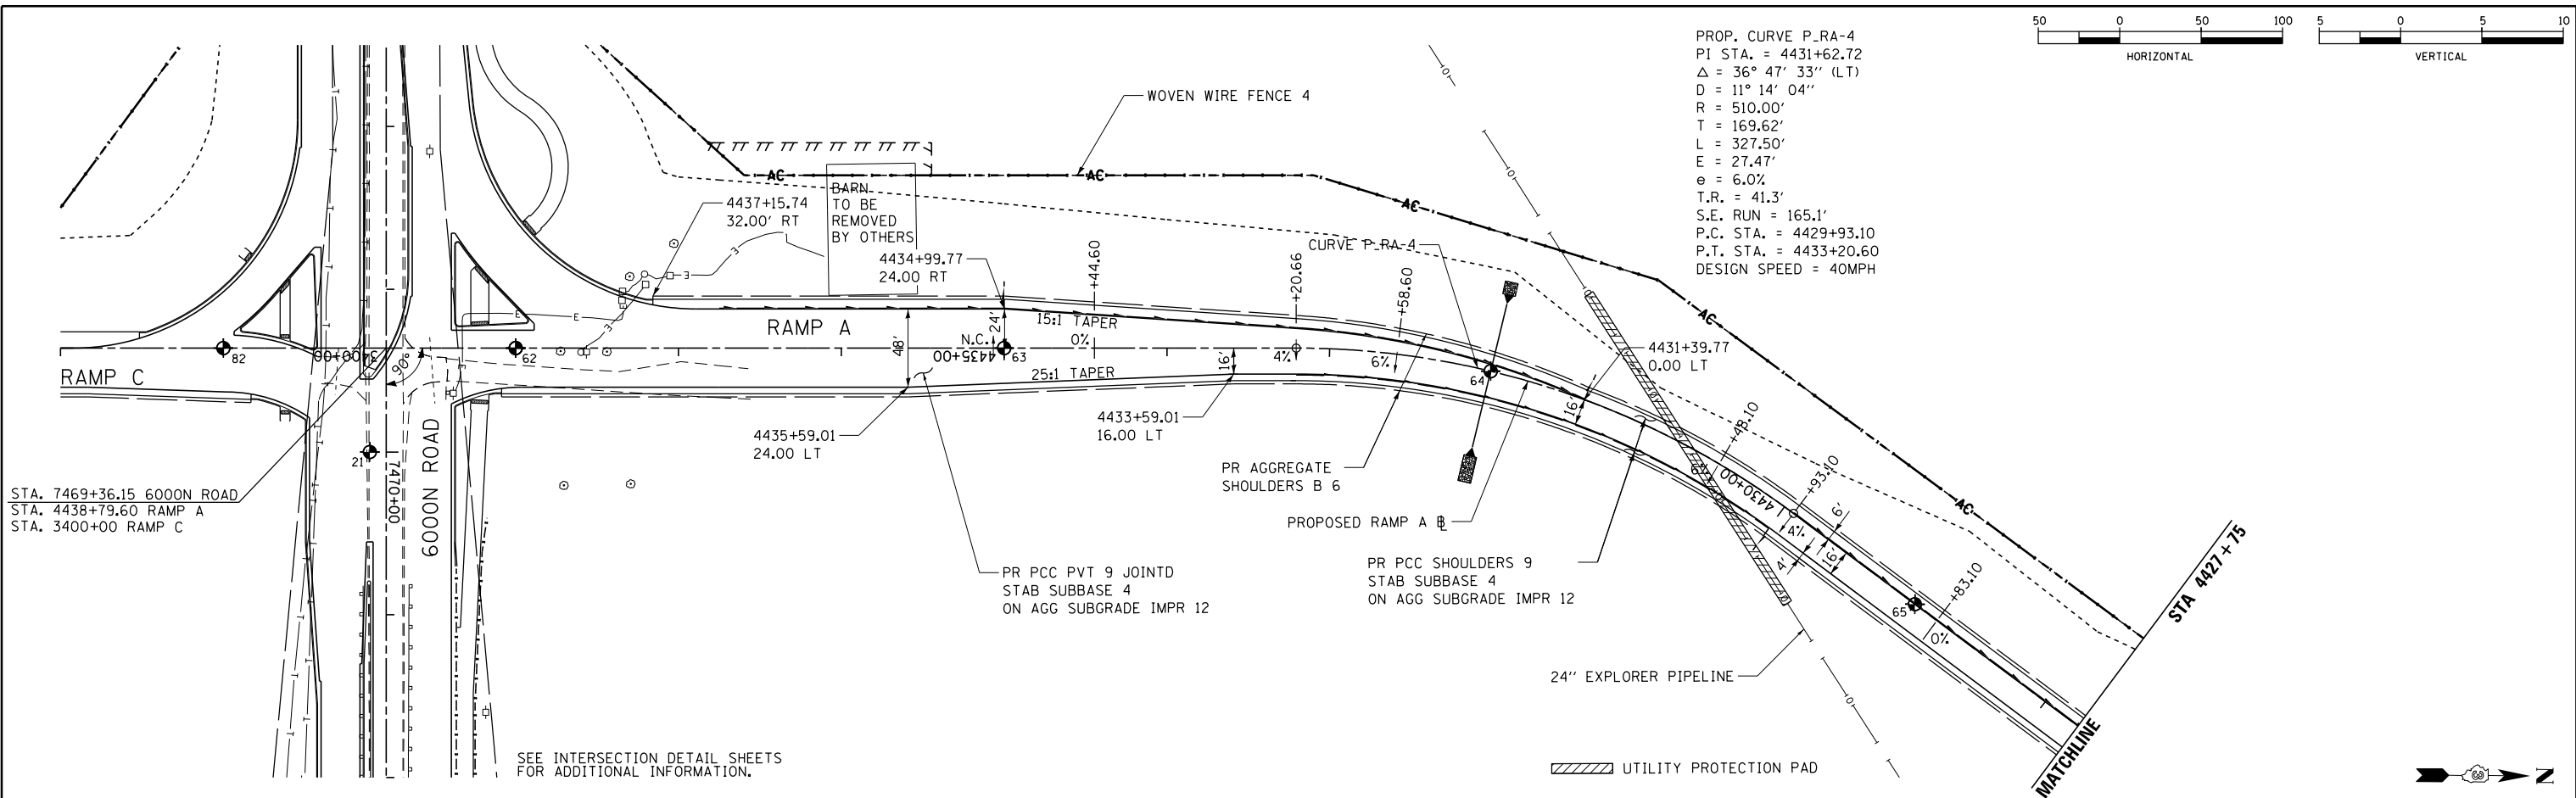 50 0 50 100
HORIZONTAL
5 0 5 10
VERTICAL
PROP. CURVE P_RA-4
PI STA. = 4431+62.72
Δ = 36° 47' 33'' (LT)
D = 11° 14' 04''
R = 510.00'
T = 169.62'
L = 327.50'
E = 27.47'
e = 6.0%
T.R. = 41.3'
S.E. RUN = 165.1'
P.C. STA. = 4429+93.10
P.T. STA. = 4433+20.60
DESIGN SPEED = 40MPH
WOVEN WIRE FENCE 4
AC
AC
AC
AC
AC
BARN
TO BE
REMOVED
BY OTHERS
4437+15.74
32.00' RT
4434+99.77
24.00 RT
+44.60
+20.66
+58.60
CURVE P_RA-4
RAMP A
15:1 TAPER
0%
N.C.
24'
48'
4435+00
63
25:1 TAPER
16'
4%
6%
64
16'
4431+39.77
0.00 LT
RAMP C
82
3400+00
90°
62
21
7470+00
6000N ROAD
4435+59.01
24.00 LT
4433+59.01
16.00 LT
PR AGGREGATE
SHOULDERS B 6
PROPOSED RAMP A ℄
PR PCC SHOULDERS 9
STAB SUBBASE 4
ON AGG SUBGRADE IMPR 12
PR PCC PVT 9 JOINTD
STAB SUBBASE 4
ON AGG SUBGRADE IMPR 12
STA. 7469+36.15 6000N ROAD
STA. 4438+79.60 RAMP A
STA. 3400+00 RAMP C
+48.10
6%
4430+00
+93.10
4%
6'
16'
4'
65
+83.10
0%
STA 4427 + 75
MATCHLINE
24'' EXPLORER PIPELINE
SEE INTERSECTION DETAIL SHEETS
FOR ADDITIONAL INFORMATION.
UTILITY PROTECTION PAD
3
N